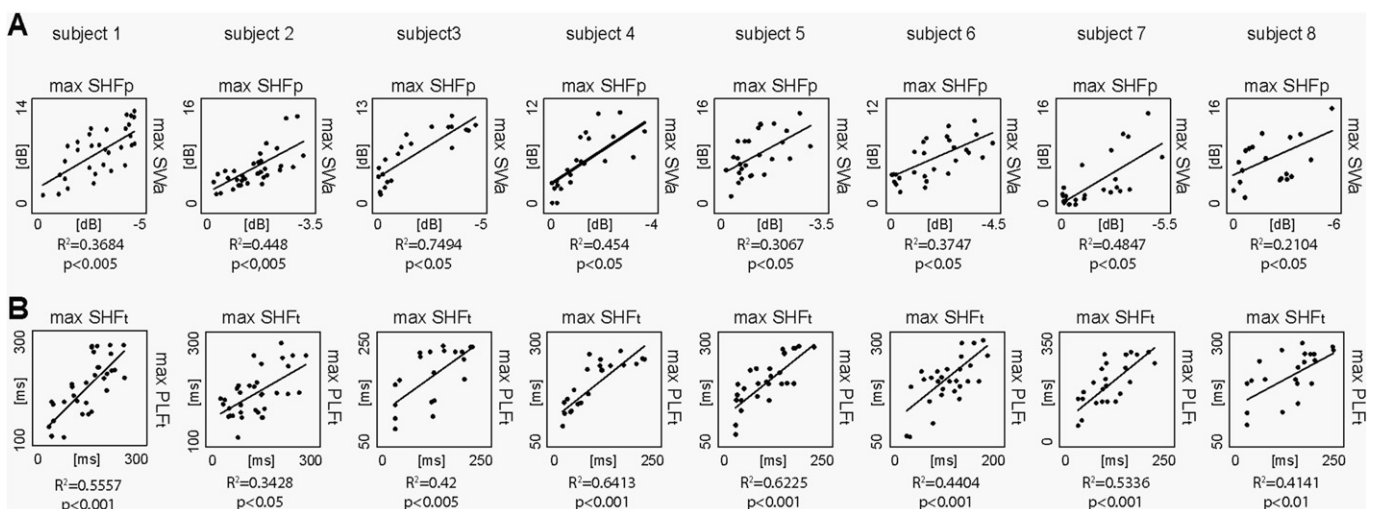 A
subject 1 subject 2 subject3 subject 4 subject 5 subject 6 subject 7 subject 8
max SHFp max SHFp max SHFp max SHFp max SHFp max SHFp max SHFp max SHFp
14 16 13 12 16 12 16 16
[dB] [dB] [dB] [dB] [dB] [dB] [dB] [dB]
max SWa max SWa max SWa max SWa max SWa max SWa max SWa max SWa
0 0 0 0 0 0 0 0
0 [dB] -5 0 [dB] -3.5 0 [dB] -5 0 [dB] -4 0 [dB] -3.5 0 [dB] -4.5 0 [dB] -5.5 0 [dB] -6
R²=0.3684 R²=0.448 R²=0.7494 R²=0.454 R²=0.3067 R²=0.3747 R²=0.4847 R²=0.2104
p<0.005 p<0,005 p<0.05 p<0.05 p<0.05 p<0.05 p<0.05 p<0.05
B
max SHFt max SHFt max SHFt max SHFt max SHFt max SHFt max SHFt max SHFt
300 300 250 300 300 300 350 300
[ms] [ms] [ms] [ms] [ms] [ms] [ms] [ms]
max PLFt max PLFt max PLFt max PLFt max PLFt max PLFt max PLFt max PLFt
100 100 50 50 50 50 0 50
0 [ms] 300 0 [ms] 300 0 [ms] 250 0 [ms] 250 0 [ms] 250 0 [ms] 200 0 [ms] 250 0 [ms] 250
R²=0.5557 R²=0.3428 R²=0.42 R²=0.6413 R²=0.6225 R²=0.4404 R²=0.5336 R²=0.4141
p<0.001 p<0.05 p<0.005 p<0.001 p<0.001 p<0.001 p<0.001 p<0.01